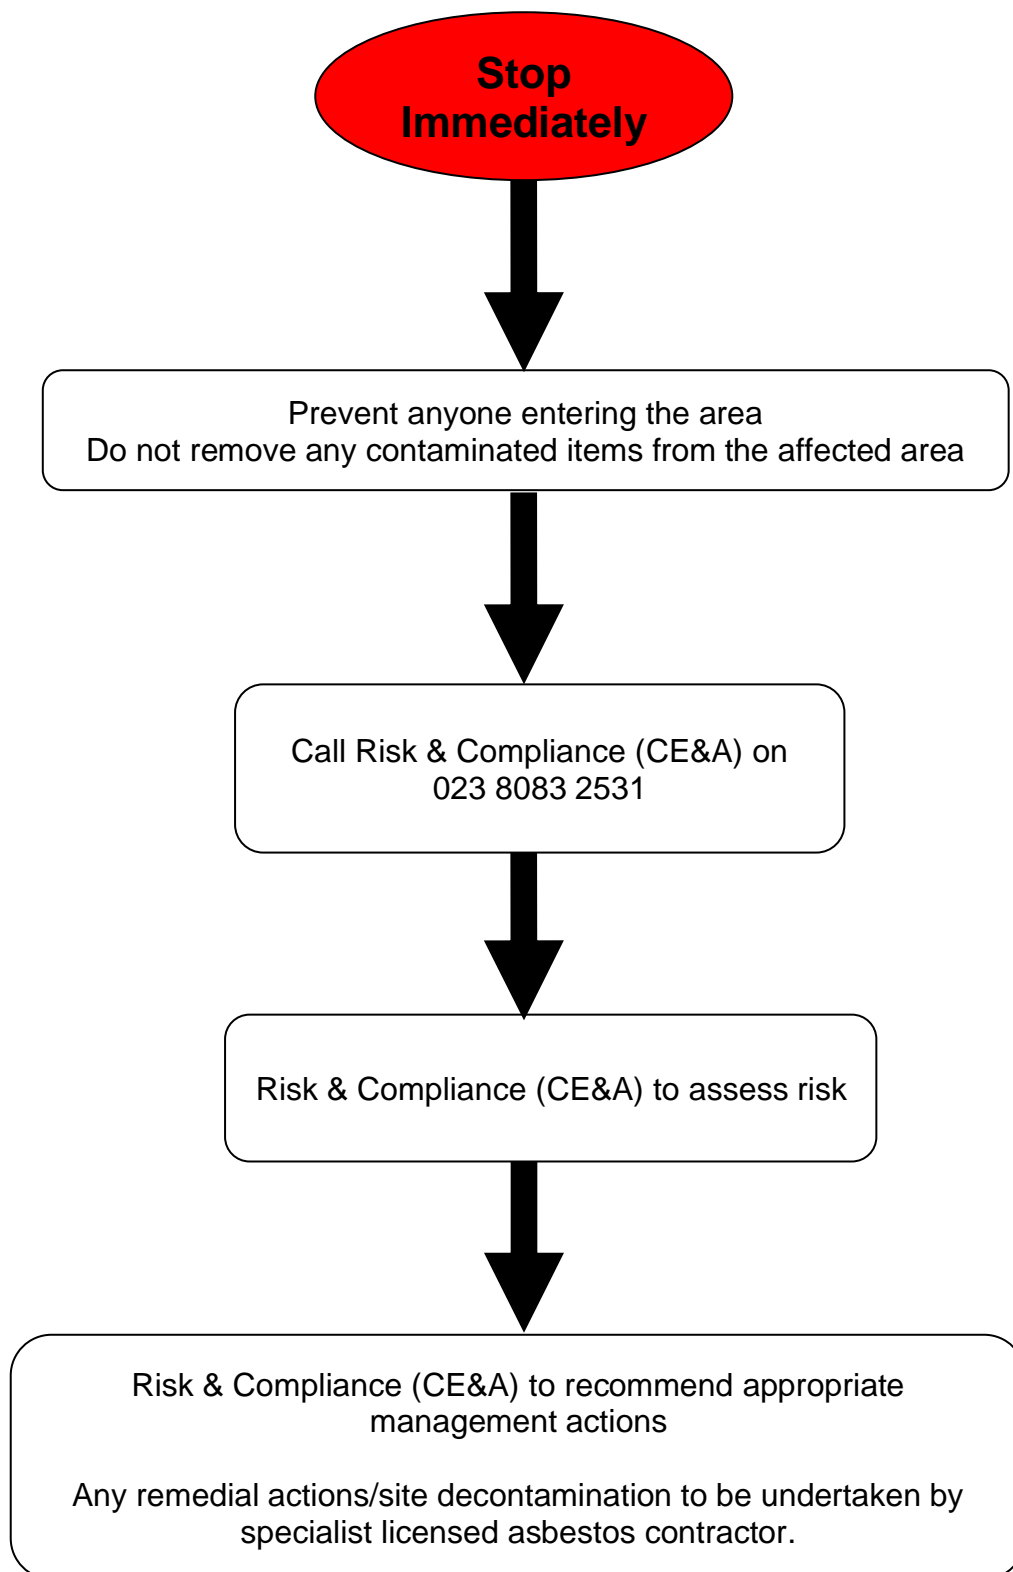 Stop
Immediately
Prevent anyone entering the area
Do not remove any contaminated items from the affected area
Call Risk & Compliance (CE&A) on
023 8083 2531
Risk & Compliance (CE&A) to assess risk
Risk & Compliance (CE&A) to recommend appropriate
management actions
Any remedial actions/site decontamination to be undertaken by
specialist licensed asbestos contractor.